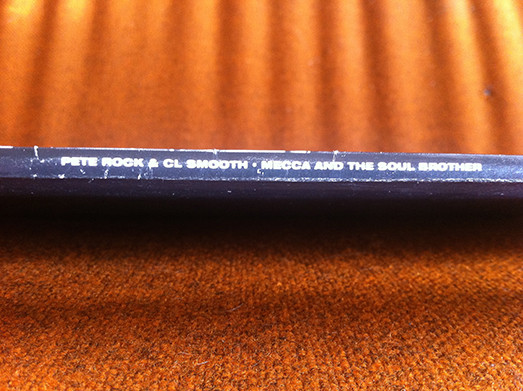 PETE ROCK & CL SMOOTH • MECCA AND THE SOUL BROTHER